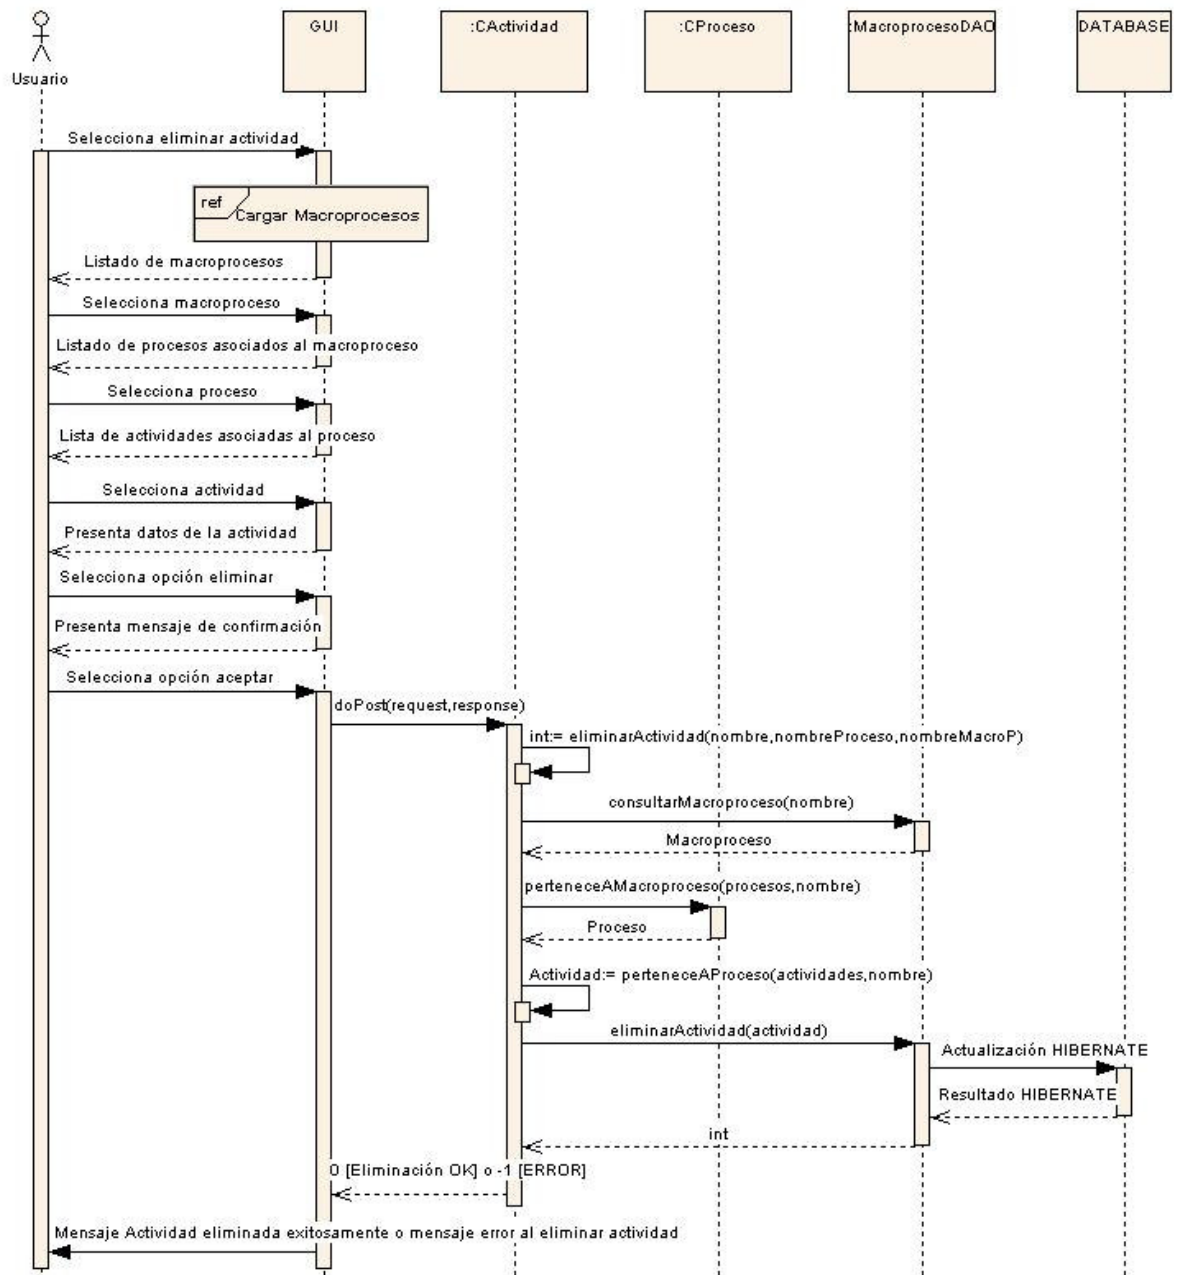 GUI
:CActividad
:CProceso
:MacroprocesoDAO
DATABASE
Usuario
Selecciona eliminar actividad
ref
Cargar Macroprocesos
Listado de macroprocesos
Selecciona macroproceso
Listado de procesos asociados al macroproceso
Selecciona proceso
Lista de actividades asociadas al proceso
Selecciona actividad
Presenta datos de la actividad
Selecciona opción eliminar
Presenta mensaje de confirmación
Selecciona opción aceptar
doPost(request,response)
int:= eliminarActividad(nombre,nombreProceso,nombreMacroP)
consultarMacroproceso(nombre)
Macroproceso
perteneceAMacroproceso(procesos,nombre)
Proceso
Actividad:= perteneceAProceso(actividades,nombre)
eliminarActividad(actividad)
Actualización HIBERNATE
Resultado HIBERNATE
int
0 [Eliminación OK] o -1 [ERROR]
Mensaje Actividad eliminada exitosamente o mensaje error al eliminar actividad